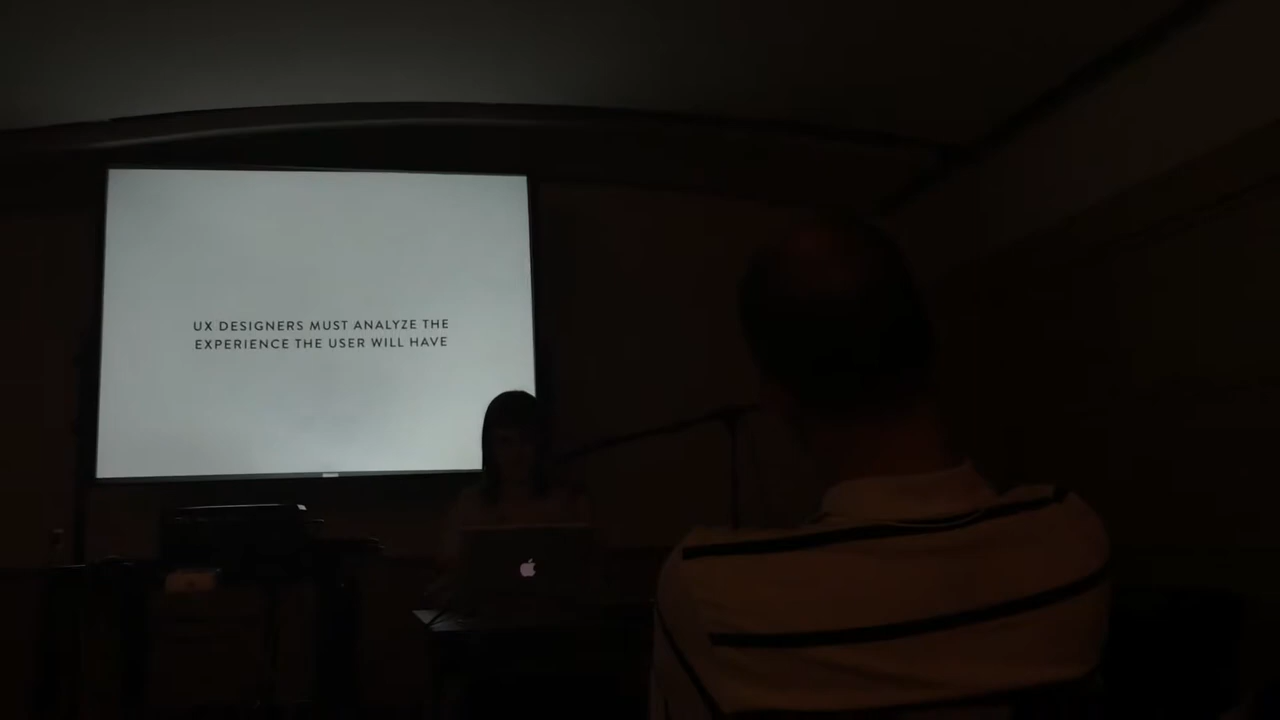 UX DESIGNERS MUST ANALYZE THE
EXPERIENCE THE USER WILL HAVE